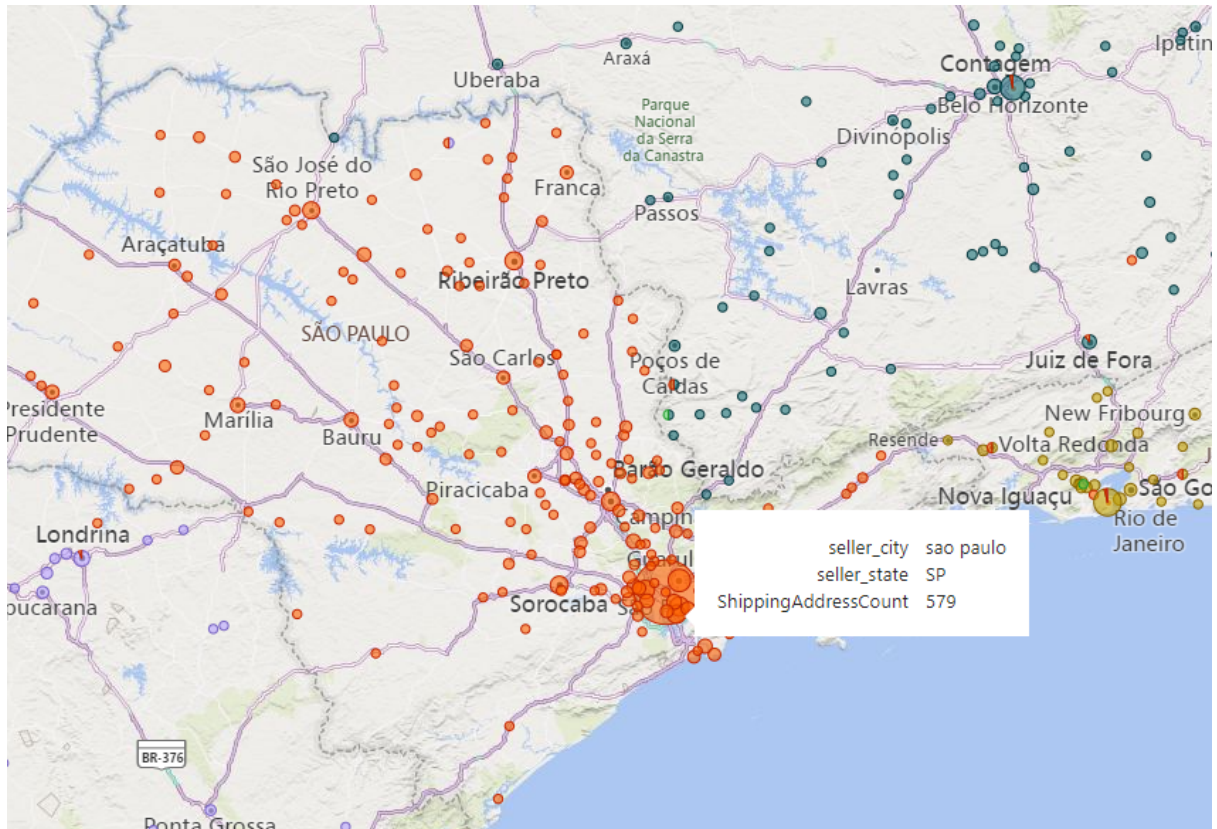 Ipatin
Contagem
Araxá
Uberaba
Belo Horizonte
Parque
Nacional
da Serra
da Canastra
Divinópolis
São José do
Rio Preto
Franca
Passos
Araçatuba
Ribeirão Preto
Lavras
SÃO PAULO
São Carlos
Poços de
Caldas
Juiz de Fora
Presidente
Prudente
Marília
Bauru
New Fribourg
Resende
Volta Redonda
Barão Geraldo
Piracicaba
Nova Iguaçu
São Go
Campin
Rio de
Janeiro
Londrina
Guarul
seller_city sao paulo
seller_state SP
ShippingAddressCount 579
pucarana
Sorocaba
BR-376
Ponta Grossa